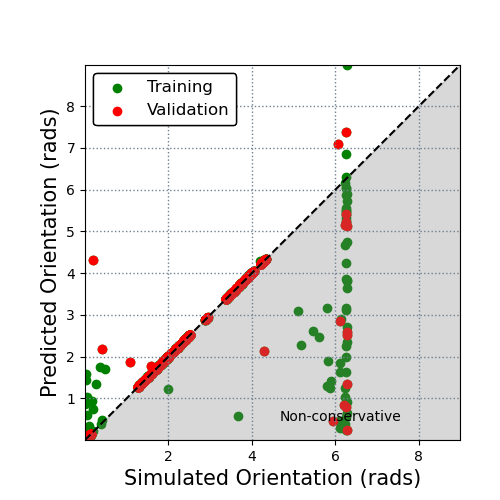 Training
Validation
8
7
6
5
4
3
2
1
Predicted Orientation (rads)
Non-conservative
2
4
6
8
Simulated Orientation (rads)